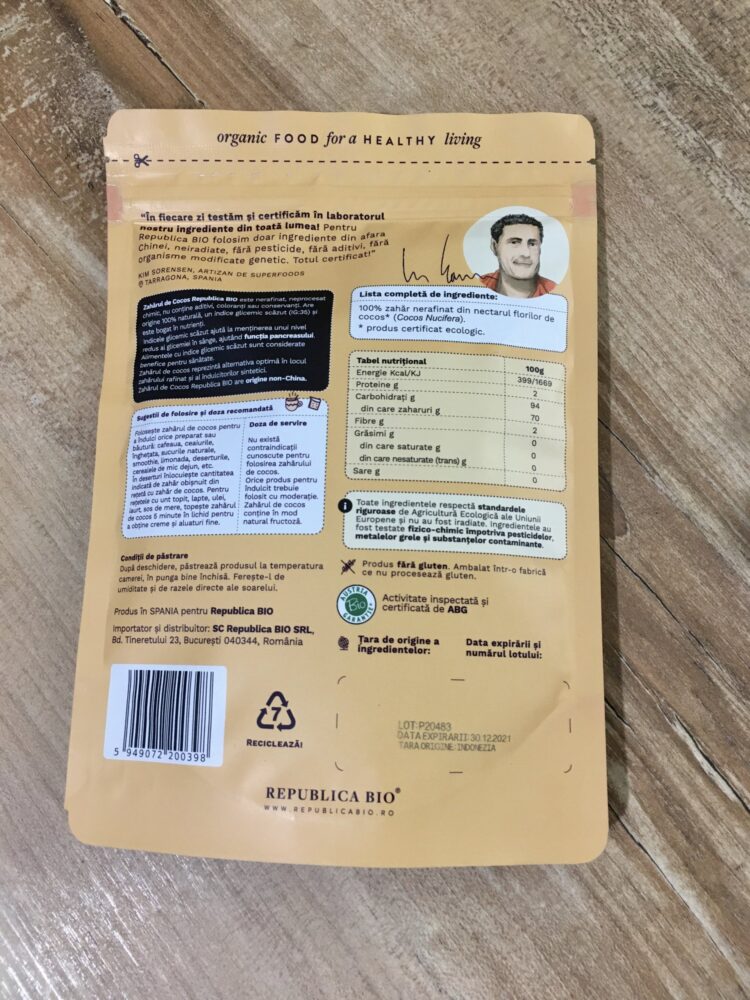 organic FOOD for a HEALTHY living
"În fiecare zi testăm și certificăm în laboratorul
nostru ingrediente din toată lumea! Pentru
Republica BIO folosim doar ingrediente din afara
Chinei, neiradiate, fără pesticide, fără aditivi, fără
organisme modificate genetic. Totul certificat!"
KIM SORENSEN, ARTIZAN DE SUPERFOODS
@ TARRAGONA, SPANIA
Zahărul de Cocos Republica BIO este nerafinat, neprocesat
chimic, nu conține aditivi, coloranți sau conservanți. Are
origine 100% naturală, un indice glicemic scăzut (IG:35) și
este bogat în nutrienți.
Indicele glicemic scăzut ajută la menținerea unui nivel
redus al glicemiei în sânge, ajutând funcția pancreasului.
Alimentele cu indice glicemic scăzut sunt considerate
benefice pentru sănătate.
Zahărul de cocos reprezintă alternativa optimă în locul
zahărului rafinat și al îndulcitorilor sintetici.
Zahărul de Cocos Republica BIO are origine non-China.
Lista completă de ingrediente:
100% zahăr nerafinat din nectarul florilor de
cocos* (Cocos Nucifera).
* produs certificat ecologic.
Tabel nutrițional 100g
Energie Kcal/KJ 399/1669
Proteine g 2
Carbohidrați g 94
din care zaharuri g 70
Fibre g 2
Grăsimi g 0
din care saturate g 0
din care nesaturate (trans) g 0
Sare g 0
Sugestii de folosire și doza recomandată
Folosește zahărul de cocos pentru
a îndulci orice preparat sau
băutură: cafeaua, ceaiurile,
înghețata, sucurile naturale,
smoothie, limonada, deserturile,
cerealele de mic dejun, etc.
În deserturi înlocuiește cantitatea
indicată de zahăr obișnuit din
rețetă cu zahăr de cocos. Pentru
rețetele cu unt topit, lapte, ulei,
iaurt, sos de mere, topește zahărul
de cocos 5 minute în lichid pentru
a obține creme și aluaturi fine.
Doza de servire
Nu există
contraindicații
cunoscute pentru
folosirea zahărului
de cocos.
Orice produs pentru
îndulcit trebuie
folosit cu moderație.
Zahărul de cocos
conține în mod
natural fructoză.
Toate ingredientele respectă standardele
riguroase de Agricultură Ecologică ale Uniunii
Europene și nu au fost iradiate. Ingredientele au
fost testate fizico-chimic împotriva pesticidelor,
metalelor grele și substanțelor contaminante.
Condiții de păstrare
După deschidere, păstrează produsul la temperatura
camerei, în punga bine închisă. Ferește-l de
umiditate și de razele directe ale soarelui.
Produs fără gluten. Ambalat într-o fabrică
ce nu procesează gluten.
AUSTRIA
Bio
GARANTIE
Activitate inspectată și
certificată de ABG
Produs în SPANIA pentru Republica BIO
Importator și distribuitor: SC Republica BIO SRL,
Bd. Tineretului 23, București 040344, România
Țara de origine a
ingredientelor:
Data expirării și
numărul lotului:
5 949072 200398
7
RECICLEAZĂ!
LOT:P20483
DATA EXPIRARII: 30.12.2021
TARA ORIGINE: INDONEZIA
REPUBLICA BIO®
WWW.REPUBLICABIO.RO